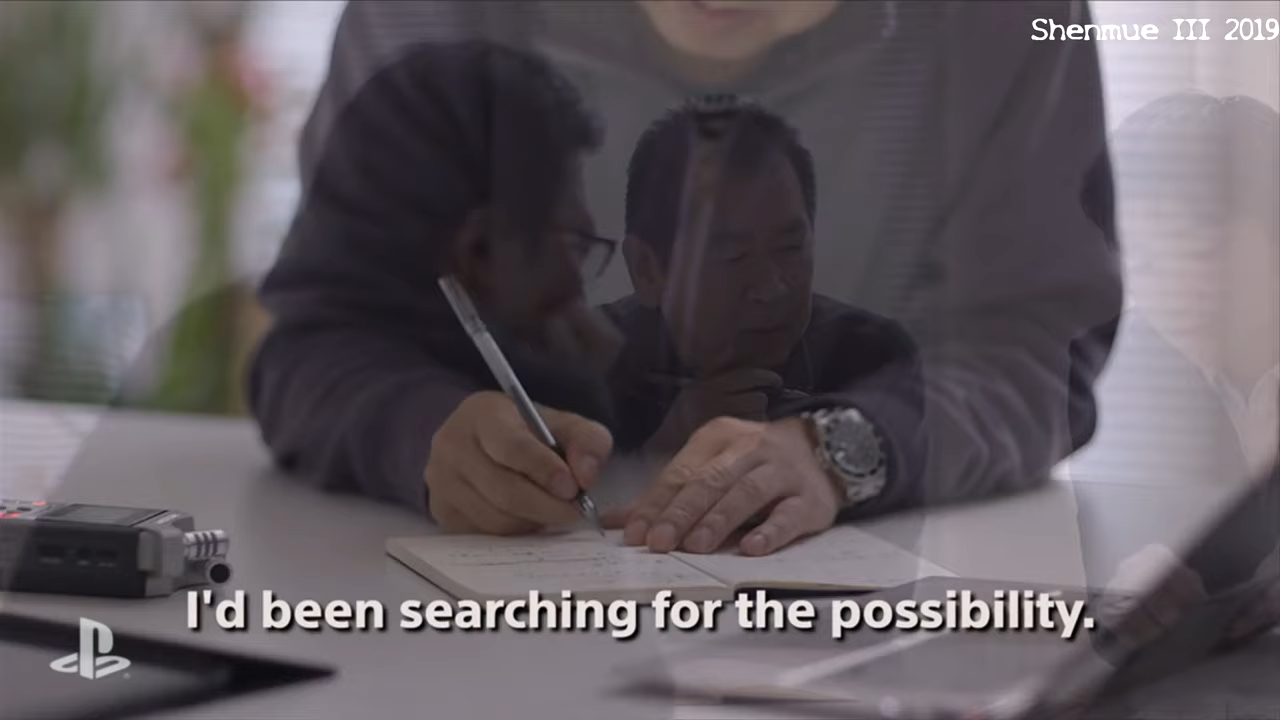 Shenmue III 2019
I'd been searching for the possibility.